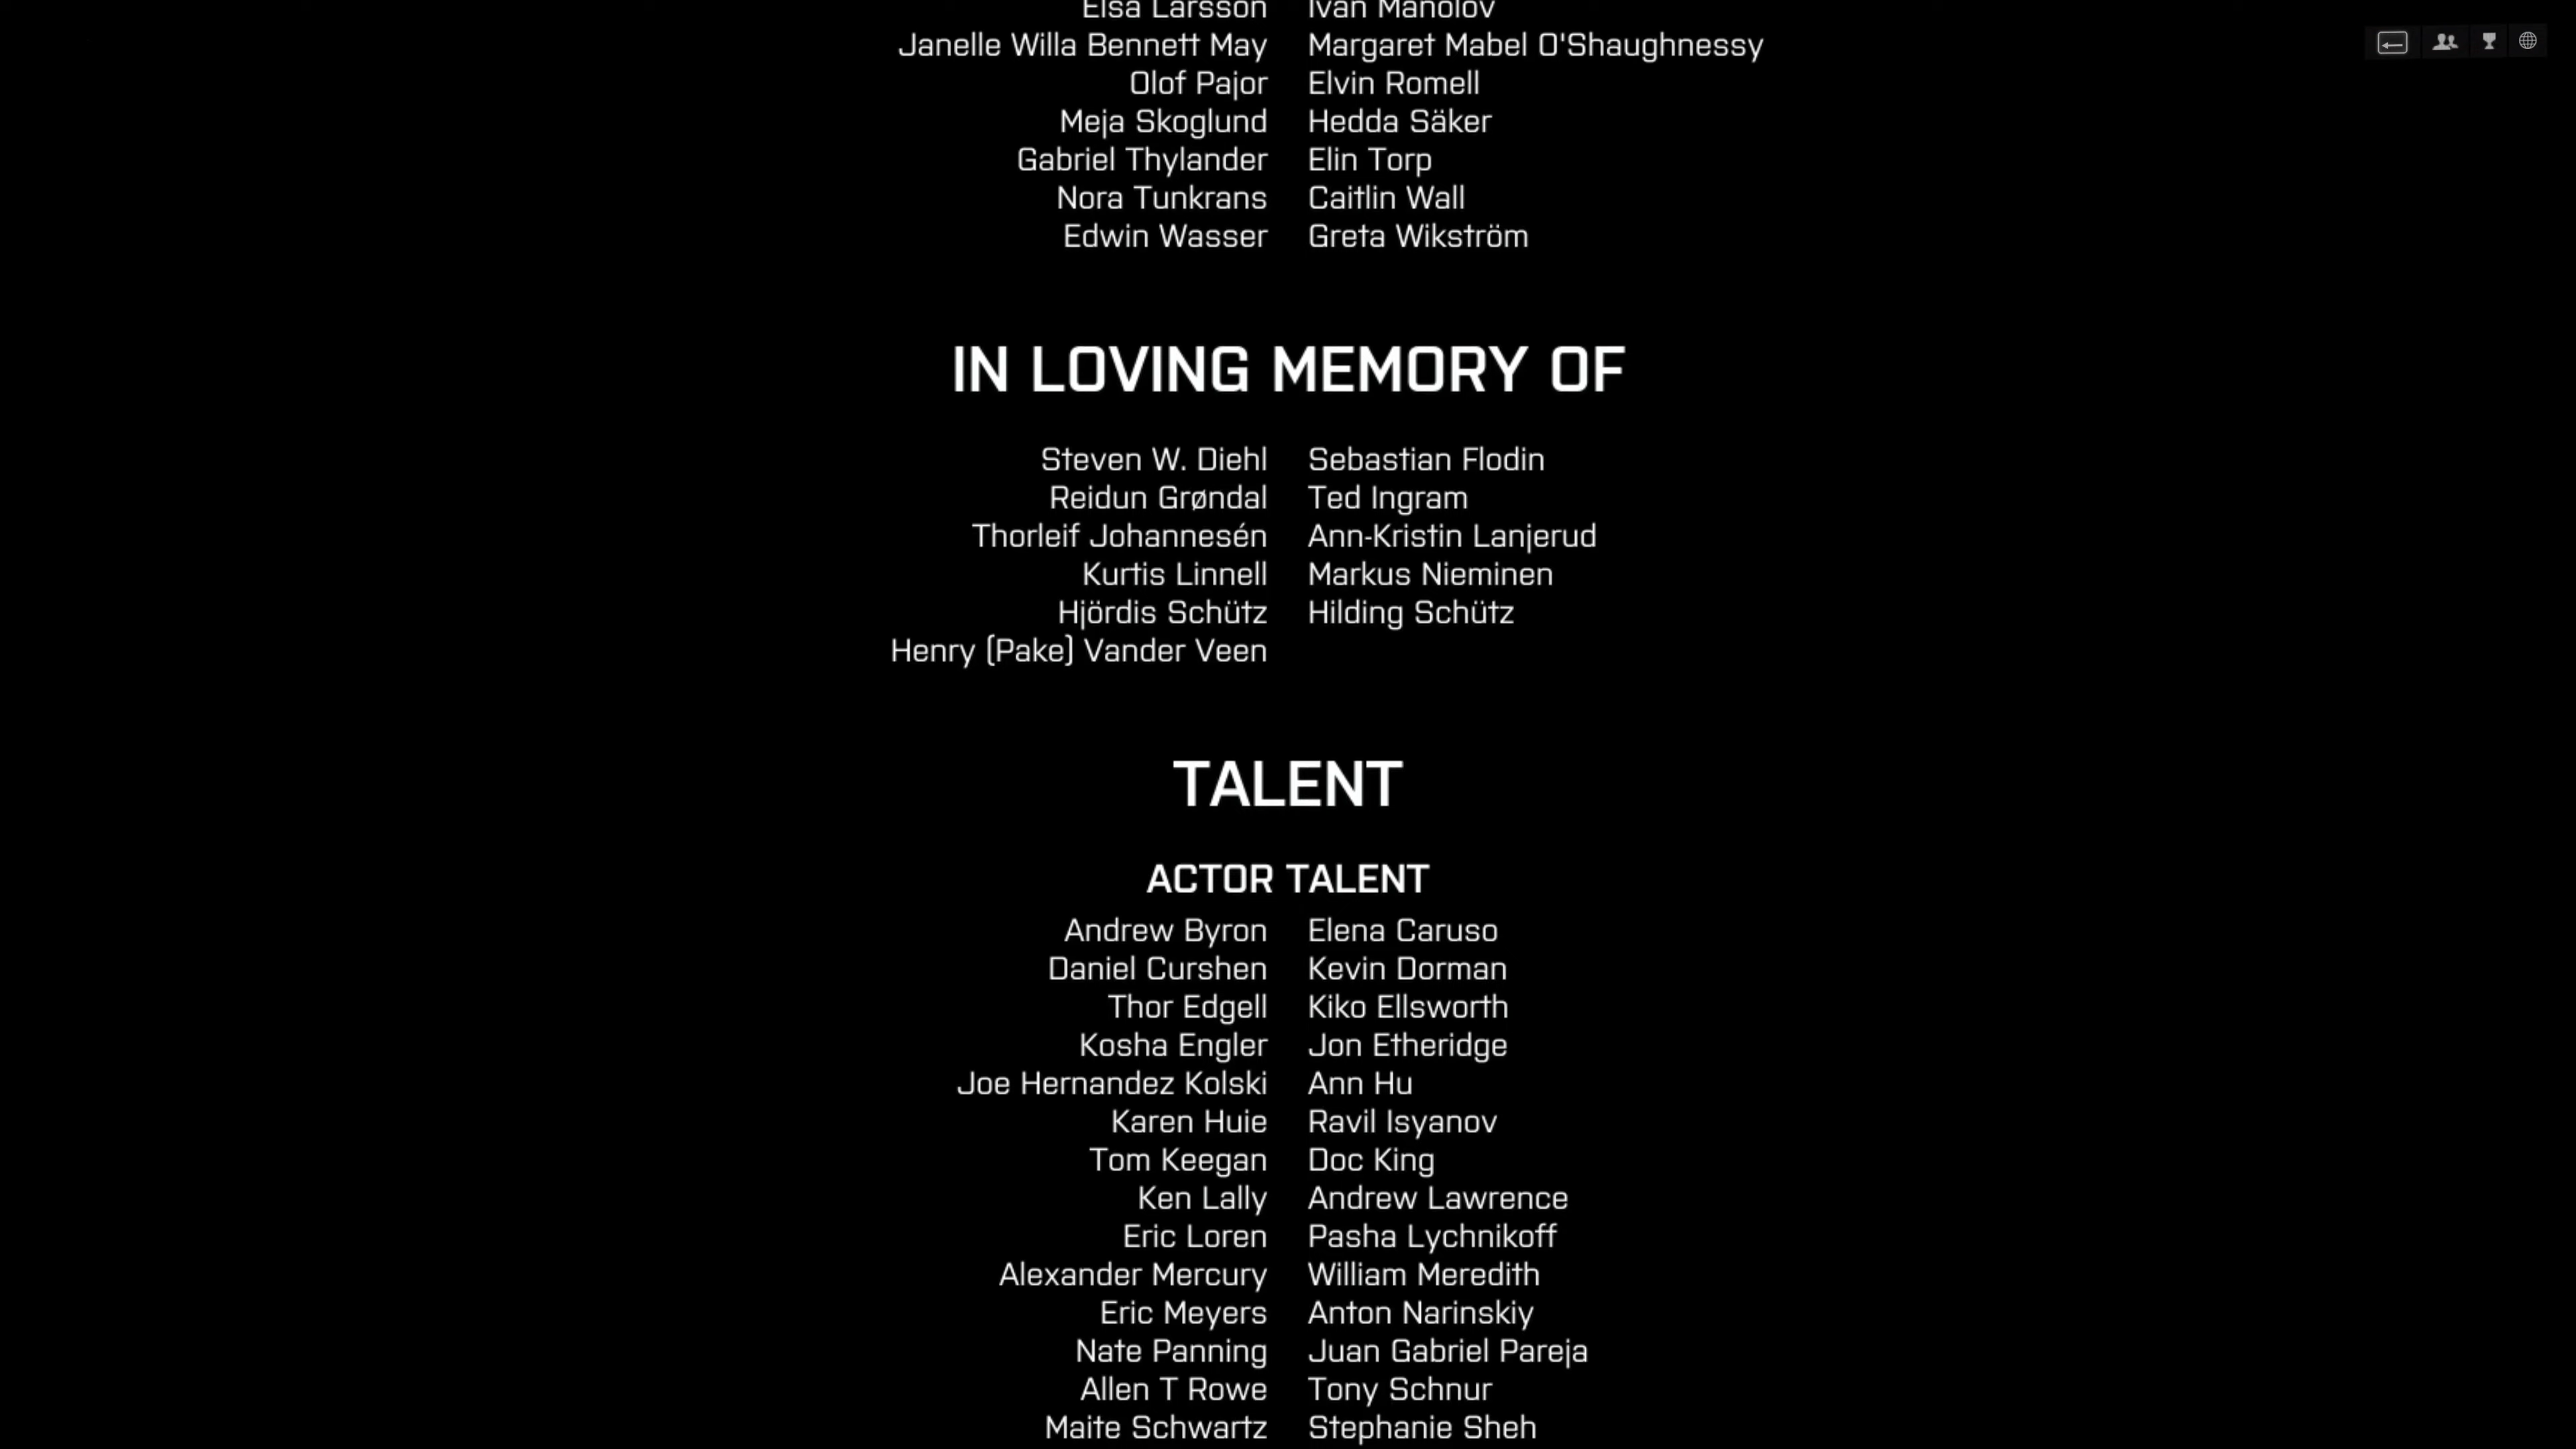 Elsa Larsson Ivan Manolov
Janelle Willa Bennett May Margaret Mabel O'Shaughnessy
Olof Pajor Elvin Romell
Meja Skoglund Hedda Säker
Gabriel Thylander Elin Torp
Nora Tunkrans Caitlin Wall
Edwin Wasser Greta Wikström
IN LOVING MEMORY OF
Steven W. Diehl Sebastian Flodin
Reidun Grøndal Ted Ingram
Thorleif Johannesén Ann-Kristin Lanjerud
Kurtis Linnell Markus Nieminen
Hjördis Schütz Hilding Schütz
Henry (Pake) Vander Veen
TALENT
ACTOR TALENT
Andrew Byron Elena Caruso
Daniel Curshen Kevin Dorman
Thor Edgell Kiko Ellsworth
Kosha Engler Jon Etheridge
Joe Hernandez Kolski Ann Hu
Karen Huie Ravil Isyanov
Tom Keegan Doc King
Ken Lally Andrew Lawrence
Eric Loren Pasha Lychnikoff
Alexander Mercury William Meredith
Eric Meyers Anton Narinskiy
Nate Panning Juan Gabriel Pareja
Allen T Rowe Tony Schnur
Maite Schwartz Stephanie Sheh